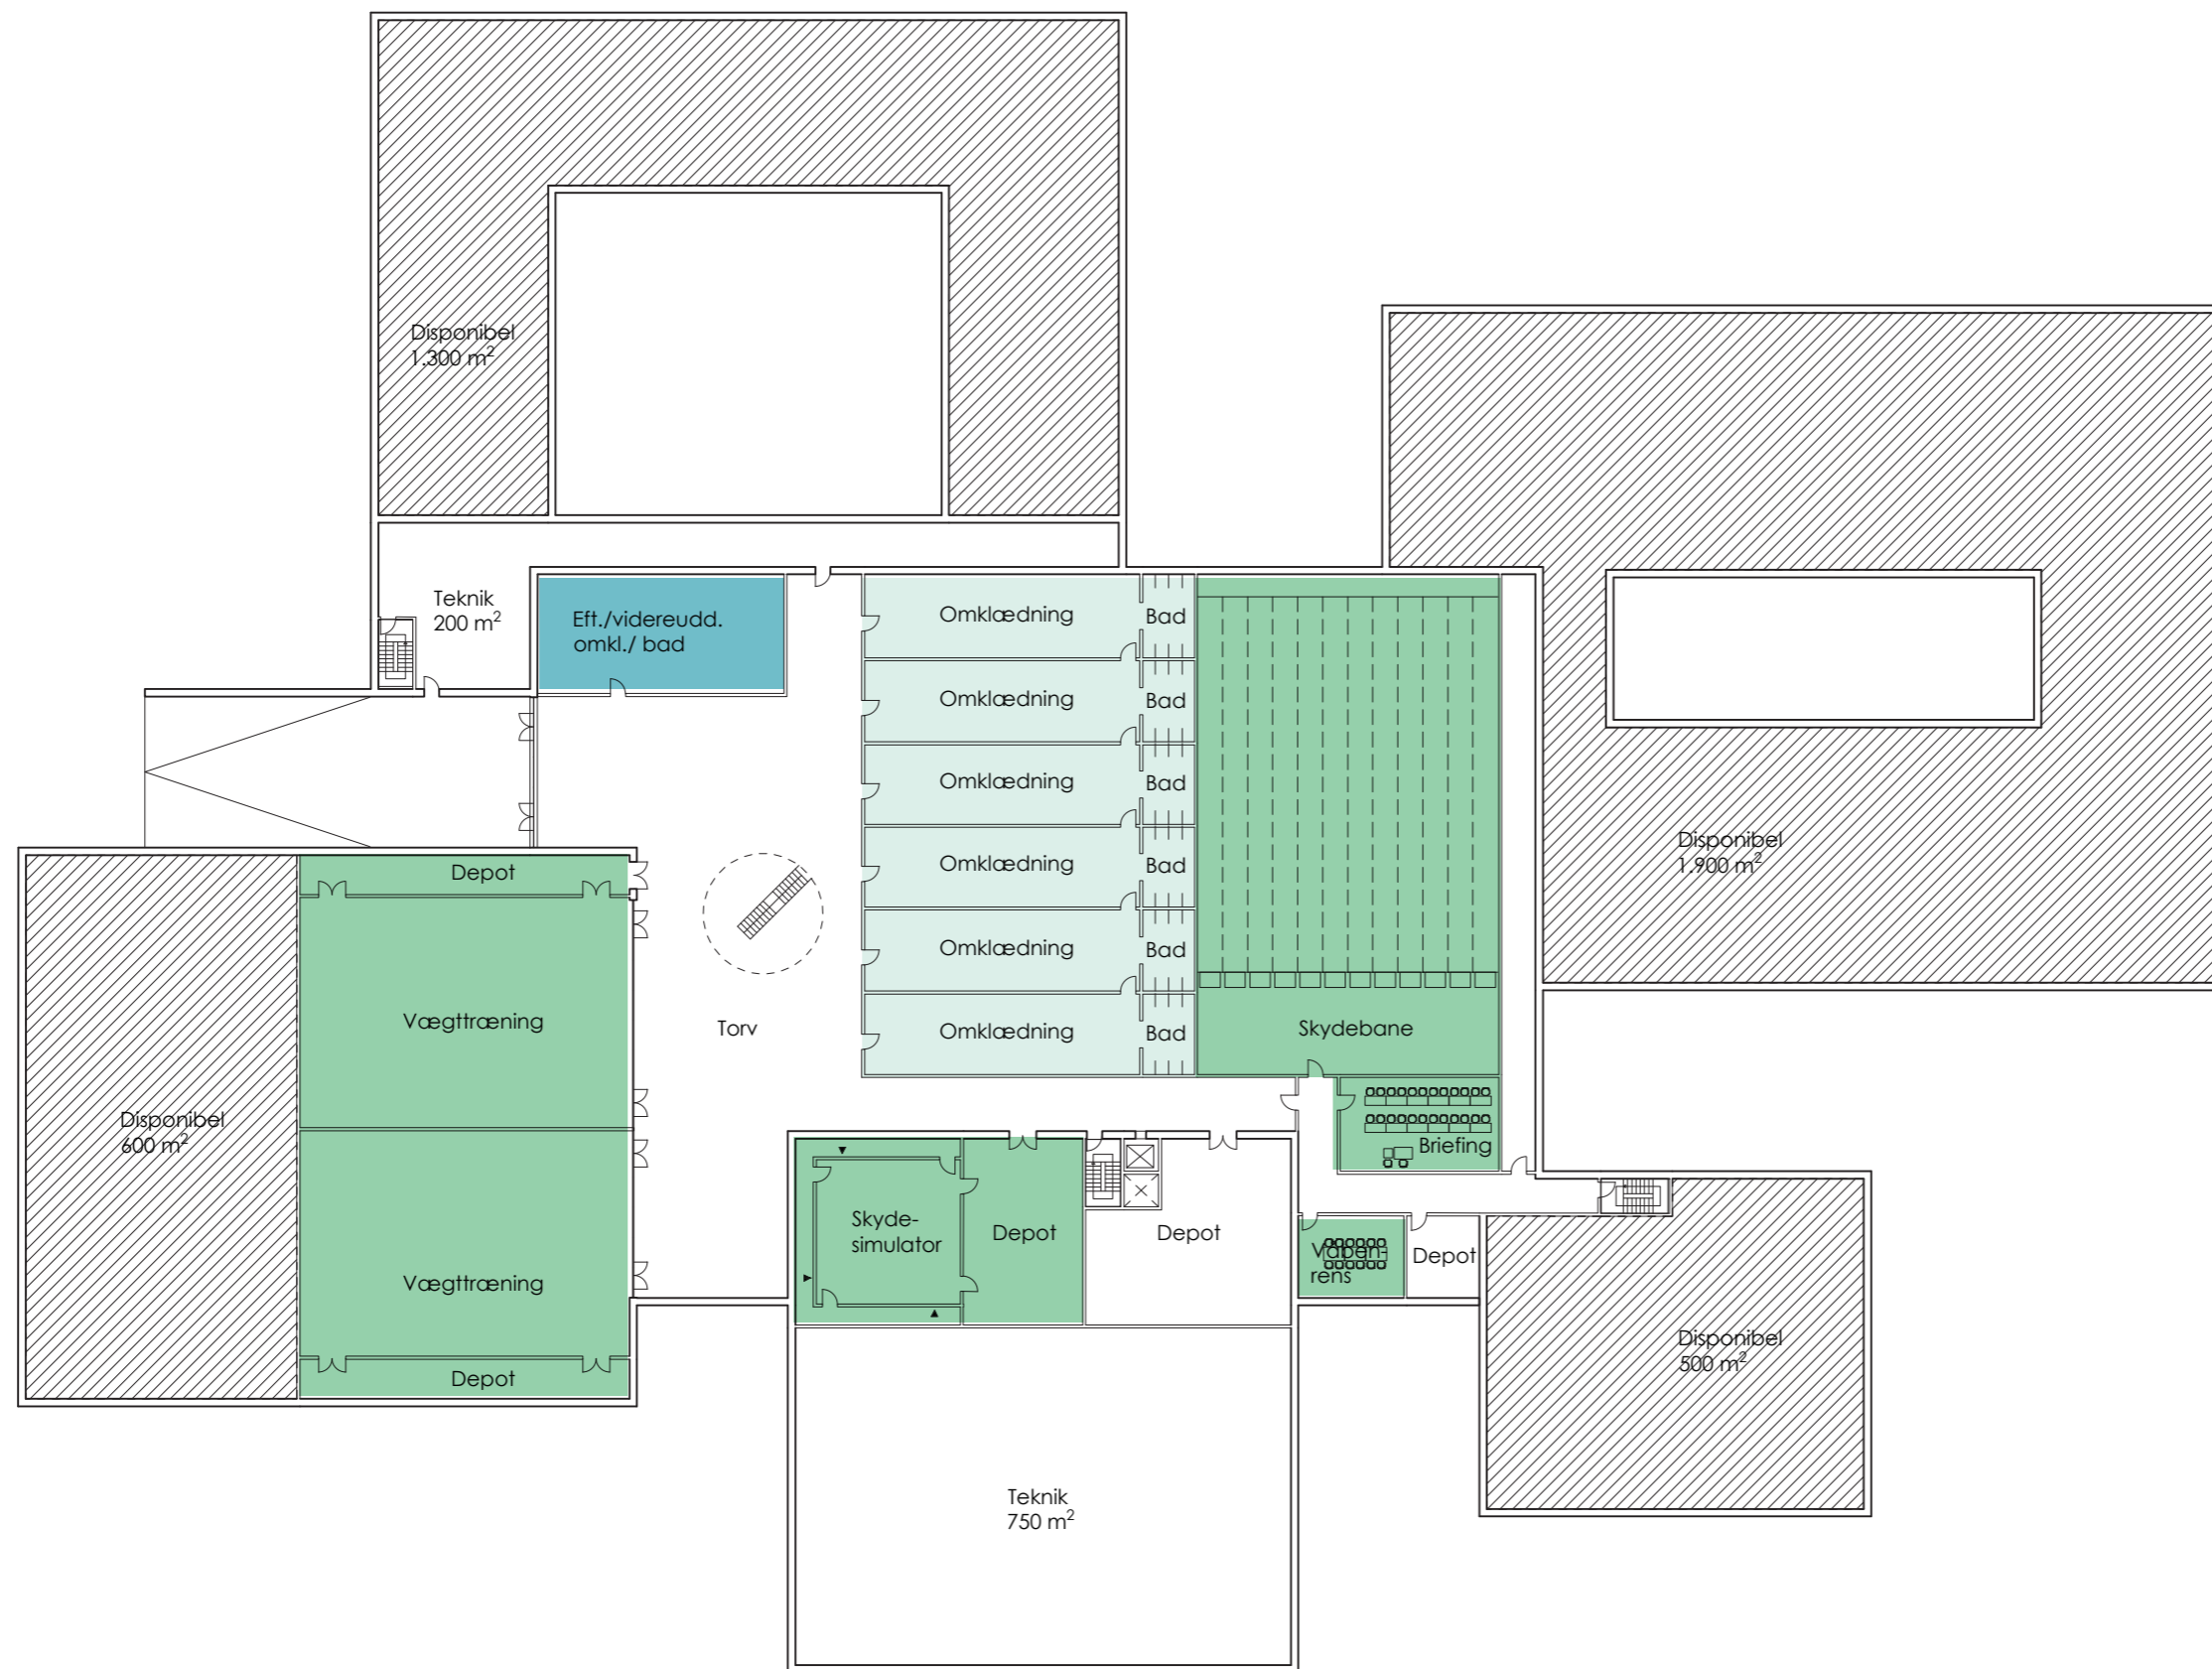 Disponibel
1.300 m²
Teknik
200 m²
Eft./videreudd.
omkl./ bad
Omklædning
Bad
Omklædning
Bad
Omklædning
Bad
Omklædning
Bad
Omklædning
Bad
Omklædning
Bad
Disponibel
1.900 m²
Depot
Vægttræning
Torv
Skydebane
Disponibel
600 m²
Briefing
Skyde-
simulator
Depot
Depot
Våben-
rens
Depot
Vægttræning
Depot
Disponibel
500 m²
Teknik
750 m²